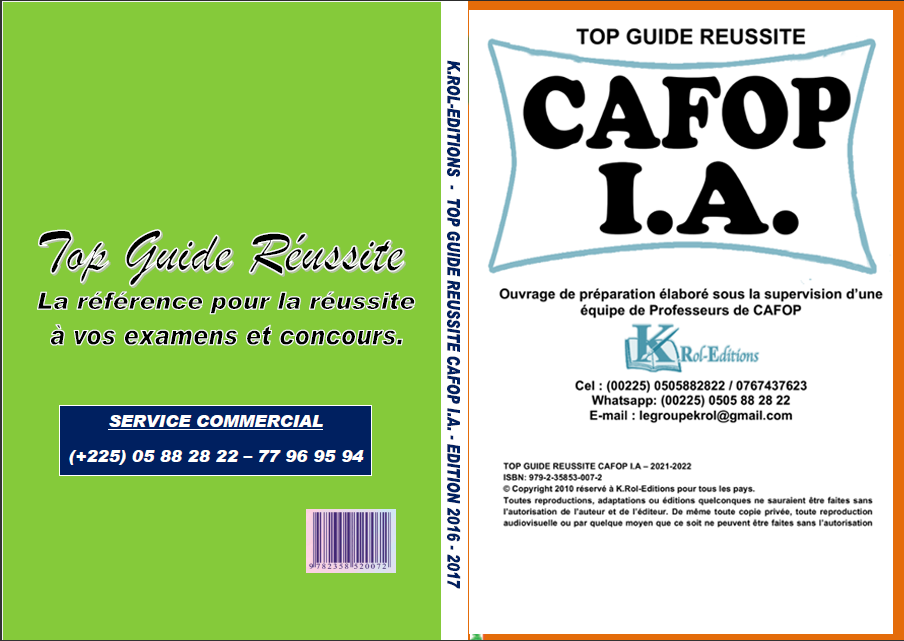 Top Guide Réussite
La référence pour la réussite
à vos examens et concours.
SERVICE COMMERCIAL
(+225) 05 88 28 22 – 77 96 95 94
9782358520072
K.ROL-EDITIONS - TOP GUIDE REUSSITE CAFOP I.A. - EDITION 2016 - 2017
TOP GUIDE REUSSITE
CAFOP
I.A.
Ouvrage de préparation élaboré sous la supervision d'une
équipe de Professeurs de CAFOP
K Rol-Editions
Cel : (00225) 0505882822 / 0767437623
Whatsapp: (00225) 0505 88 28 22
E-mail : legroupekrol@gmail.com
TOP GUIDE REUSSITE CAFOP I.A – 2021-2022
ISBN: 979-2-35853-007-2
© Copyright 2010 réservé à K.Rol-Editions pour tous les pays.
Toutes reproductions, adaptations ou éditions quelconques ne sauraient être faites sans
l'autorisation de l'auteur et de l'éditeur. De même toute copie privée, toute reproduction
audiovisuelle ou par quelque moyen que ce soit ne peuvent être faites sans l'autorisation